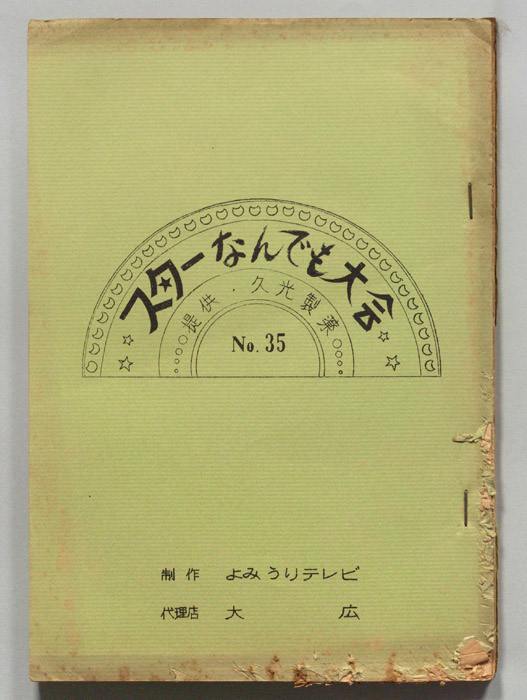 スターなんでも大会
提供・久光製薬
No. 35
制作 よみうりテレビ
代理店 大広